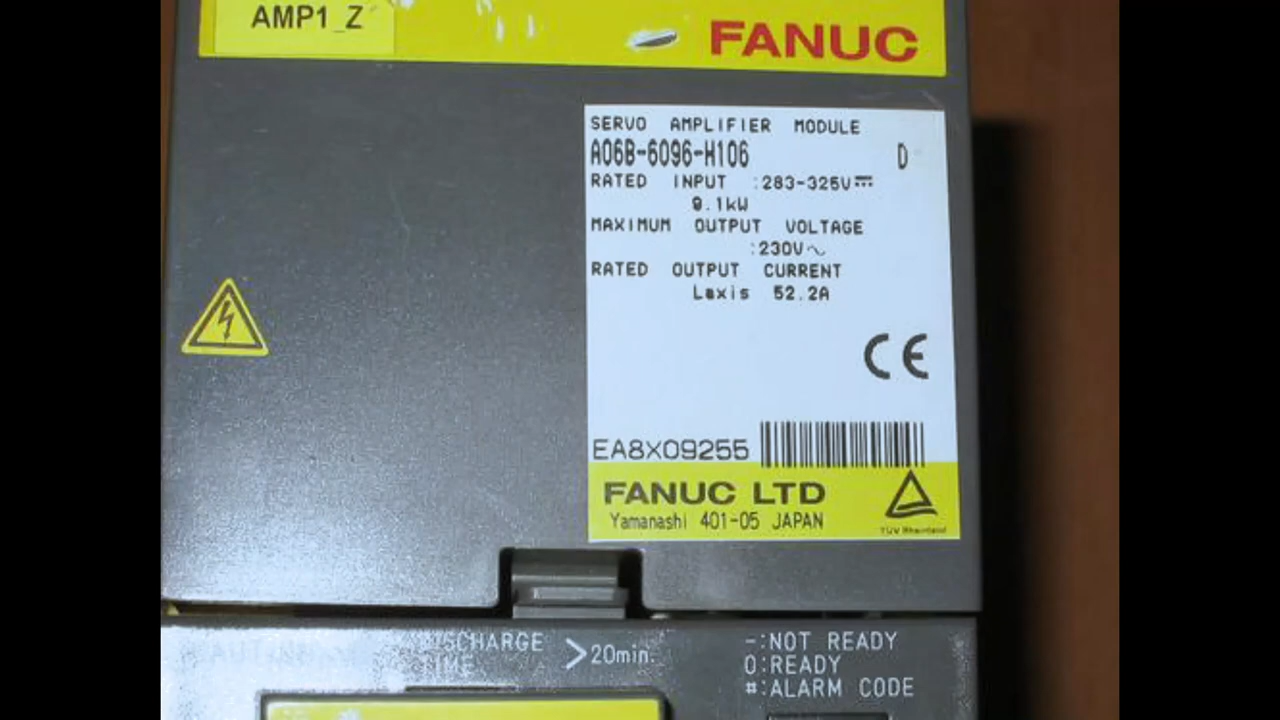 AMP1_Z
FANUC
SERVO AMPLIFIER MODULE
A06B-6096-H106 D
RATED INPUT :283-325V⎓
9.1kW
MAXIMUM OUTPUT VOLTAGE
:230V~
RATED OUTPUT CURRENT
Laxis 52.2A
CE
EA8X09255
FANUC LTD
Yamanashi 401-05 JAPAN
TUV Rheinland
>20min.
-:NOT READY
0:READY
#:ALARM CODE